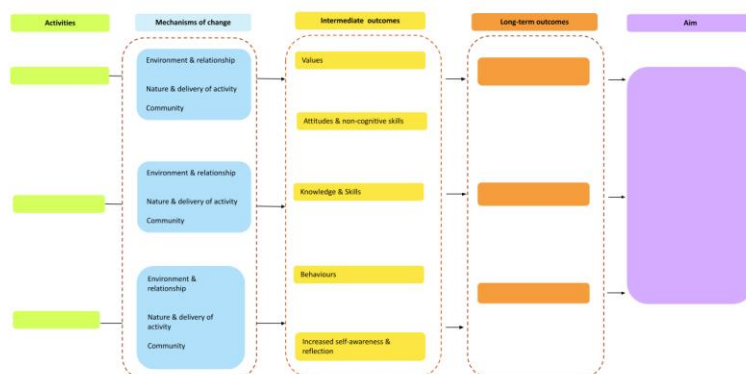 Activities
Mechanisms of change
Intermediate outcomes
Long-term outcomes
Aim
Environment & relationship
Nature & delivery of activity
Community
Environment & relationship
Nature & delivery of activity
Community
Environment &
relationship
Nature & delivery of
activity
Community
Values
Attitudes & non-cognitive skills
Knowledge & Skills
Behaviours
Increased self-awareness &
reflection